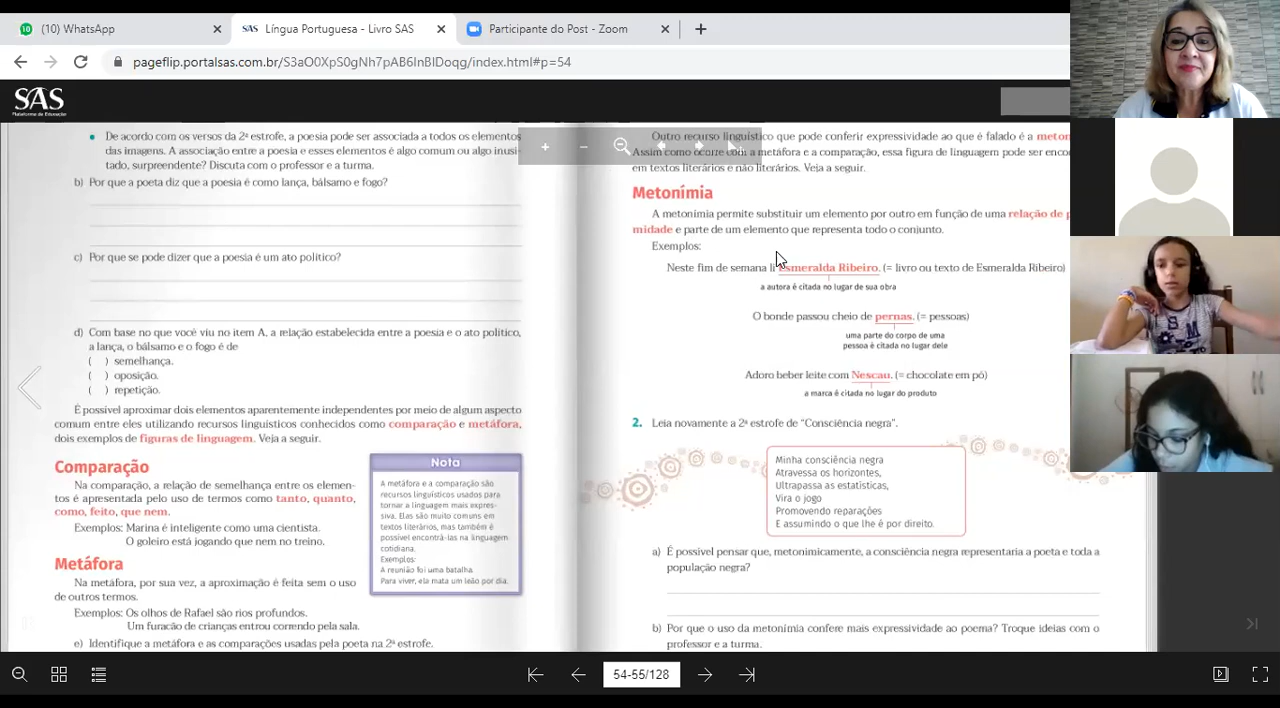 (10) WhatsApp
SAS Língua Portuguesa - Livro SAS
Participante do Post - Zoom
pageflip.portalsas.com.br/S3aO0XpS0gNh7pAB6InBIDoqg/index.html#p=54
SAS
Plataforma de Educação
De acordo com os versos da 2ª estrofe, a poesia pode ser associada a todos os elementos
das imagens. A associação entre a poesia e esses elementos é algo comum ou algo inusi-
tado, surpreendente? Discuta com o professor e a turma.
b) Por que a poeta diz que a poesia é como lança, bálsamo e fogo?
c) Por que se pode dizer que a poesia é um ato político?
d) Com base no que você viu no item A, a relação estabelecida entre a poesia e o ato político,
a lança, o bálsamo e o fogo é de
( ) semelhança.
( ) oposição.
( ) repetição.
É possível aproximar dois elementos aparentemente independentes por meio de algum aspecto
comum entre eles utilizando recursos linguísticos conhecidos como comparação e metáfora,
dois exemplos de figuras de linguagem. Veja a seguir.
Comparação
Na comparação, a relação de semelhança entre os elemen-
tos é apresentada pelo uso de termos como tanto, quanto,
como, feito, que nem.
Exemplos: Marina é inteligente como uma cientista.
O goleiro está jogando que nem no treino.
Metáfora
Na metáfora, por sua vez, a aproximação é feita sem o uso
de outros termos.
Exemplos: Os olhos de Rafael são rios profundos.
Um furacão de crianças entrou correndo pela sala.
e) Identifique a metáfora e as comparações usadas pela poeta na 2ª estrofe.
Nota
A metáfora e a comparação são
recursos linguísticos usados para
tornar a linguagem mais expres-
siva. Elas são muito comuns em
textos literários, mas também é
possível encontrá-las na linguagem
cotidiana.
Exemplos:
A reunião foi uma batalha.
Para viver, ela mata um leão por dia.
Outro recurso linguístico que pode conferir expressividade ao que é falado é a
Assim como ocorre com a metáfora e a comparação, essa figura de linguagem pode ser
em textos literários e não literários. Veja a seguir.
Metonímia
A metonímia permite substituir um elemento por outro em função de uma relação de
midade e parte de um elemento que representa todo o conjunto.
Exemplos:
Neste fim de semana li Esmeralda Ribeiro. (= livro ou texto de Esmeralda Ribeiro)
a autora é citada no lugar de sua obra
O bonde passou cheio de pernas. (= pessoas)
uma parte do corpo de uma
pessoa é citada no lugar dele
Adoro beber leite com Nescau. (= chocolate em pó)
a marca é citada no lugar do produto
2. Leia novamente a 2ª estrofe de “Consciência negra”.
Minha consciência negra
Atravessa os horizontes,
Ultrapassa as estatísticas,
Vira o jogo
Promovendo reparações
E assumindo o que lhe é por direito.
a) É possível pensar que, metonimicamente, a consciência negra representaria a poeta e toda a
população negra?
b) Por que o uso da metonímia confere mais expressividade ao poema? Troque ideias com o
professor e a turma.
54-55/128